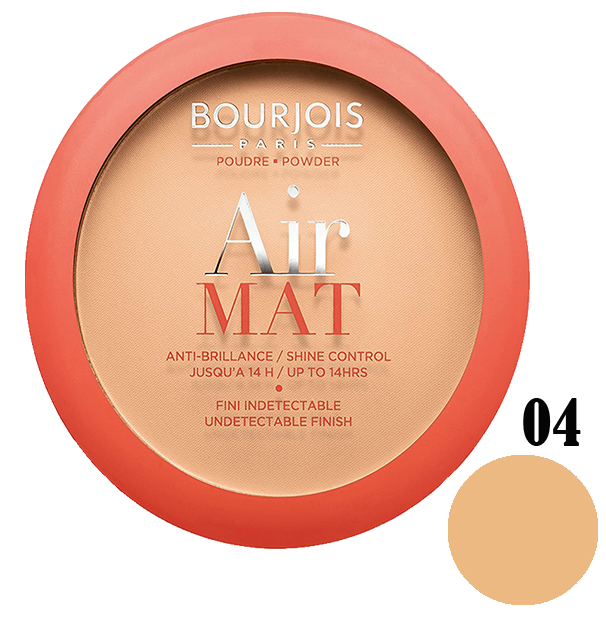 BOURJOIS
PARIS
POUDRE ▪ POWDER
Air
MAT
ANTI-BRILLANCE / SHINE CONTROL
JUSQU'A 14 H / UP TO 14HRS
•
FINI INDETECTABLE
UNDETECTABLE FINISH
04